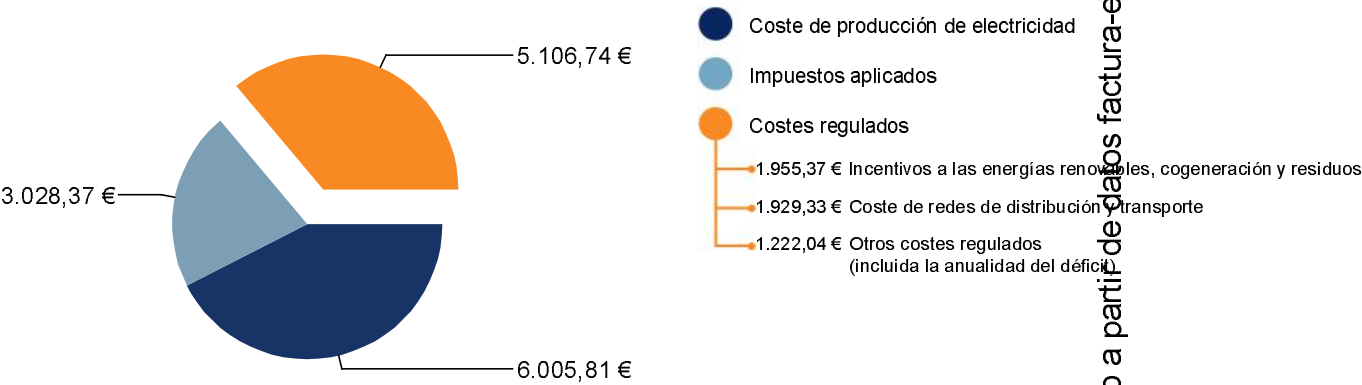 5.106,74 €
3.028,37 €
6.005,81 €
Coste de producción de electricidad
Impuestos aplicados
Costes regulados
1.955,37 € Incentivos a las energías renovables, cogeneración y residuos
1.929,33 € Coste de redes de distribución y transporte
1.222,04 € Otros costes regulados
(incluida la anualidad del déficit)
o a partir de datos factura-e